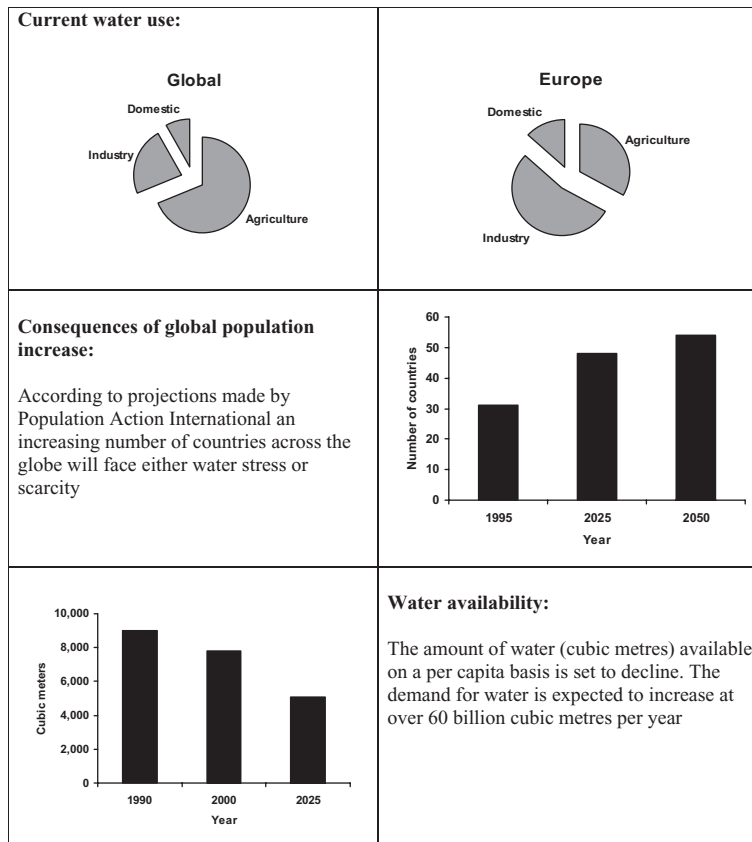 Current water use:
Global
Domestic
Industry
Agriculture
Europe
Domestic
Agriculture
Industry
Consequences of global population
increase:
According to projections made by
Population Action International an
increasing number of countries across the
globe will face either water stress or
scarcity
Number of countries
60
50
40
30
20
10
0
1995 2025 2050
Year
Cubic meters
10,000
8,000
6,000
4,000
2,000
0
1990 2000 2025
Year
Water availability:
The amount of water (cubic metres) available
on a per capita basis is set to decline. The
demand for water is expected to increase at
over 60 billion cubic metres per year